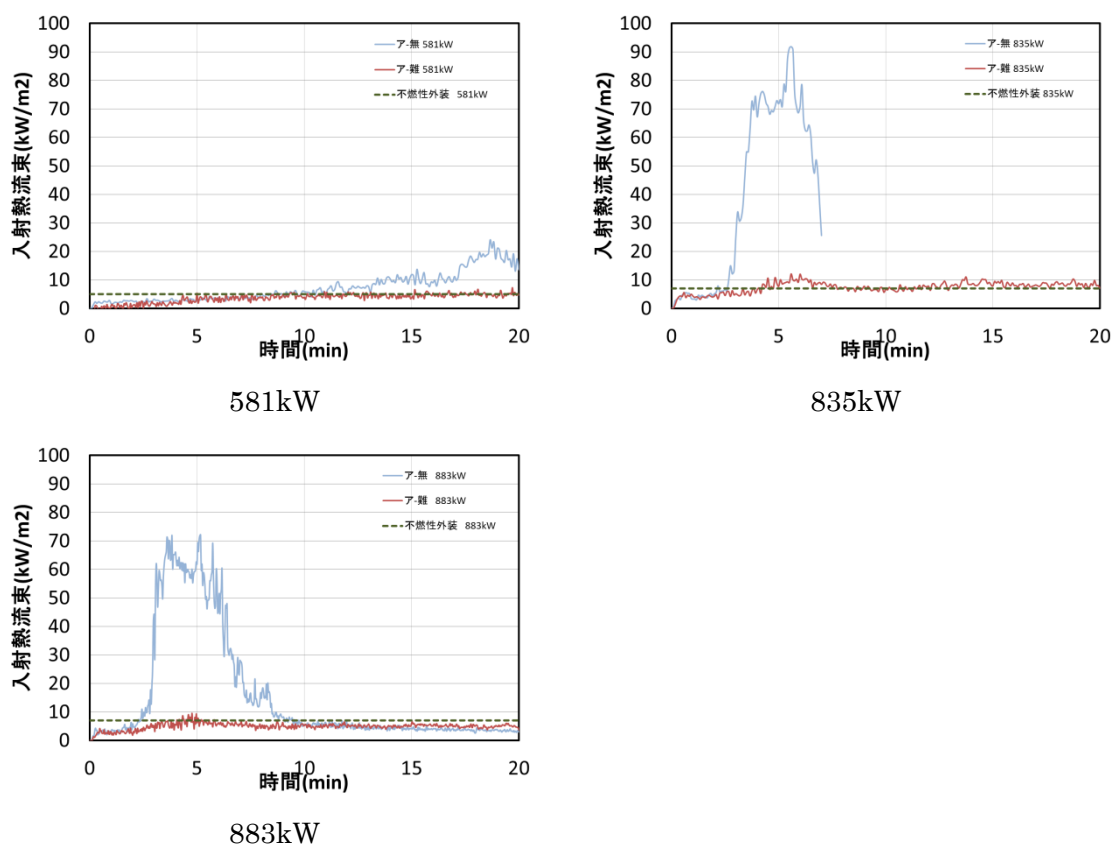 入射熱流束(kW/m2)
100
90
80
70
60
50
40
30
20
10
0
ア-無 581kW
ア-難 581kW
不燃性外装 581kW
0 5 10 15 20
時間(min)
581kW
入射熱流束(kW/m2)
100
90
80
70
60
50
40
30
20
10
0
ア-無 835kW
ア-難 835kW
不燃性外装 835kW
0 5 10 15 20
時間(min)
835kW
入射熱流束(kW/m2)
100
90
80
70
60
50
40
30
20
10
0
ア-無 883kW
ア-難 883kW
不燃性外装 883kW
0 5 10 15 20
時間(min)
883kW